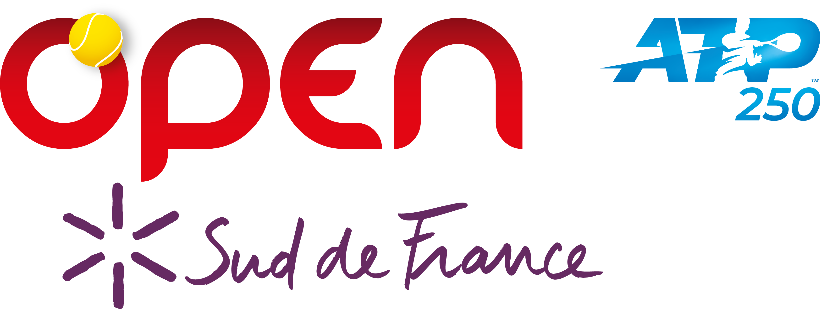 OPEN
ATP
250
Sud de France